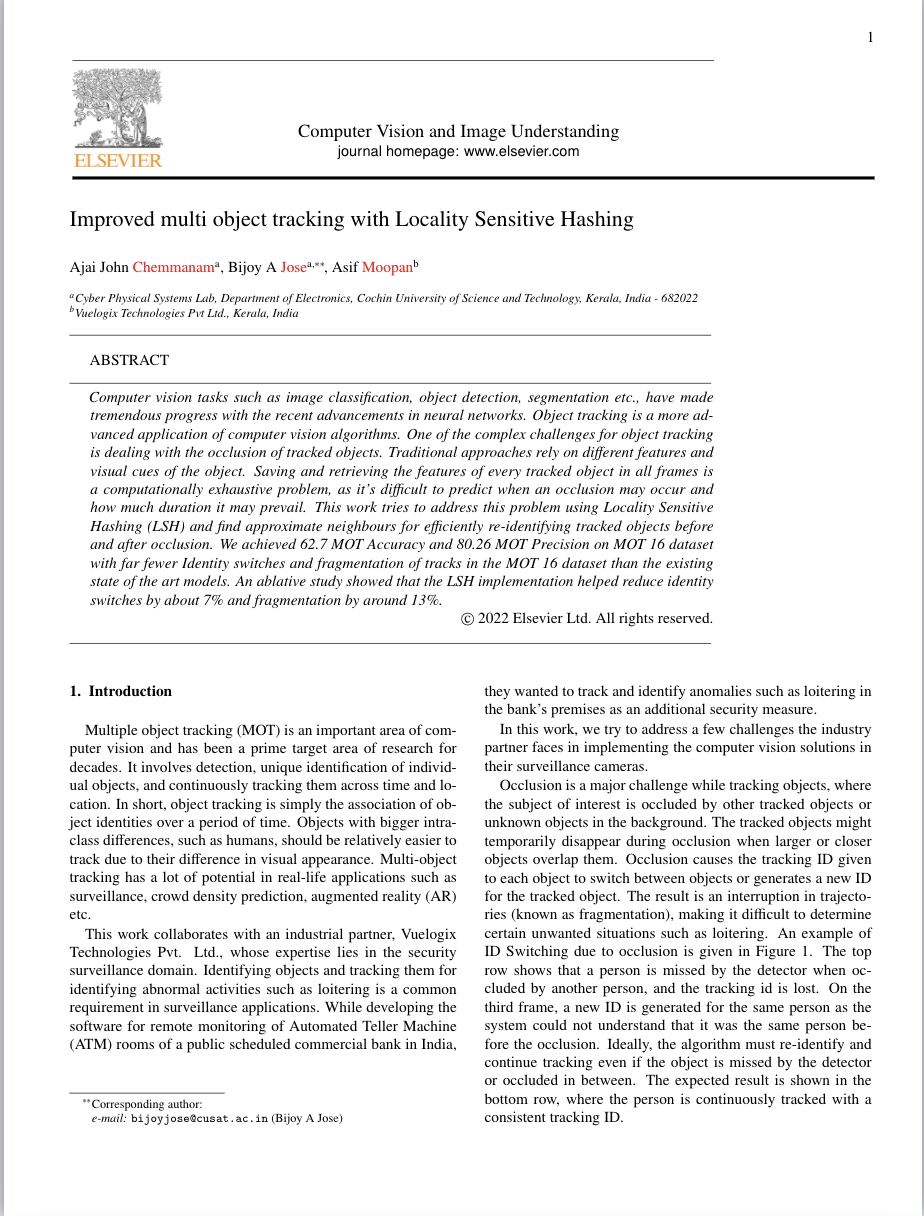 1
ELSEVIER
Computer Vision and Image Understanding
journal homepage: www.elsevier.com
Improved multi object tracking with Locality Sensitive Hashing
Ajai John Chemmanamᵃ, Bijoy A Joseᵃ,**, Asif Moopanᵇ
ᵃCyber Physical Systems Lab, Department of Electronics, Cochin University of Science and Technology, Kerala, India - 682022
ᵇVuelogix Technologies Pvt Ltd., Kerala, India
ABSTRACT
Computer vision tasks such as image classification, object detection, segmentation etc., have made
tremendous progress with the recent advancements in neural networks. Object tracking is a more ad-
vanced application of computer vision algorithms. One of the complex challenges for object tracking
is dealing with the occlusion of tracked objects. Traditional approaches rely on different features and
visual cues of the object. Saving and retrieving the features of every tracked object in all frames is
a computationally exhaustive problem, as it's difficult to predict when an occlusion may occur and
how much duration it may prevail. This work tries to address this problem using Locality Sensitive
Hashing (LSH) and find approximate neighbours for efficiently re-identifying tracked objects before
and after occlusion. We achieved 62.7 MOT Accuracy and 80.26 MOT Precision on MOT 16 dataset
with far fewer Identity switches and fragmentation of tracks in the MOT 16 dataset than the existing
state of the art models. An ablative study showed that the LSH implementation helped reduce identity
switches by about 7% and fragmentation by around 13%.
© 2022 Elsevier Ltd. All rights reserved.
1. Introduction
Multiple object tracking (MOT) is an important area of com-
puter vision and has been a prime target area of research for
decades. It involves detection, unique identification of individ-
ual objects, and continuously tracking them across time and lo-
cation. In short, object tracking is simply the association of ob-
ject identities over a period of time. Objects with bigger intra-
class differences, such as humans, should be relatively easier to
track due to their difference in visual appearance. Multi-object
tracking has a lot of potential in real-life applications such as
surveillance, crowd density prediction, augmented reality (AR)
etc.
This work collaborates with an industrial partner, Vuelogix
Technologies Pvt. Ltd., whose expertise lies in the security
surveillance domain. Identifying objects and tracking them for
identifying abnormal activities such as loitering is a common
requirement in surveillance applications. While developing the
software for remote monitoring of Automated Teller Machine
(ATM) rooms of a public scheduled commercial bank in India,
**Corresponding author:
e-mail: bijoyjose@cusat.ac.in (Bijoy A Jose)
they wanted to track and identify anomalies such as loitering in
the bank's premises as an additional security measure.
In this work, we try to address a few challenges the industry
partner faces in implementing the computer vision solutions in
their surveillance cameras.
Occlusion is a major challenge while tracking objects, where
the subject of interest is occluded by other tracked objects or
unknown objects in the background. The tracked objects might
temporarily disappear during occlusion when larger or closer
objects overlap them. Occlusion causes the tracking ID given
to each object to switch between objects or generates a new ID
for the tracked object. The result is an interruption in trajecto-
ries (known as fragmentation), making it difficult to determine
certain unwanted situations such as loitering. An example of
ID Switching due to occlusion is given in Figure 1. The top
row shows that a person is missed by the detector when oc-
cluded by another person, and the tracking id is lost. On the
third frame, a new ID is generated for the same person as the
system could not understand that it was the same person be-
fore the occlusion. Ideally, the algorithm must re-identify and
continue tracking even if the object is missed by the detector
or occluded in between. The expected result is shown in the
bottom row, where the person is continuously tracked with a
consistent tracking ID.